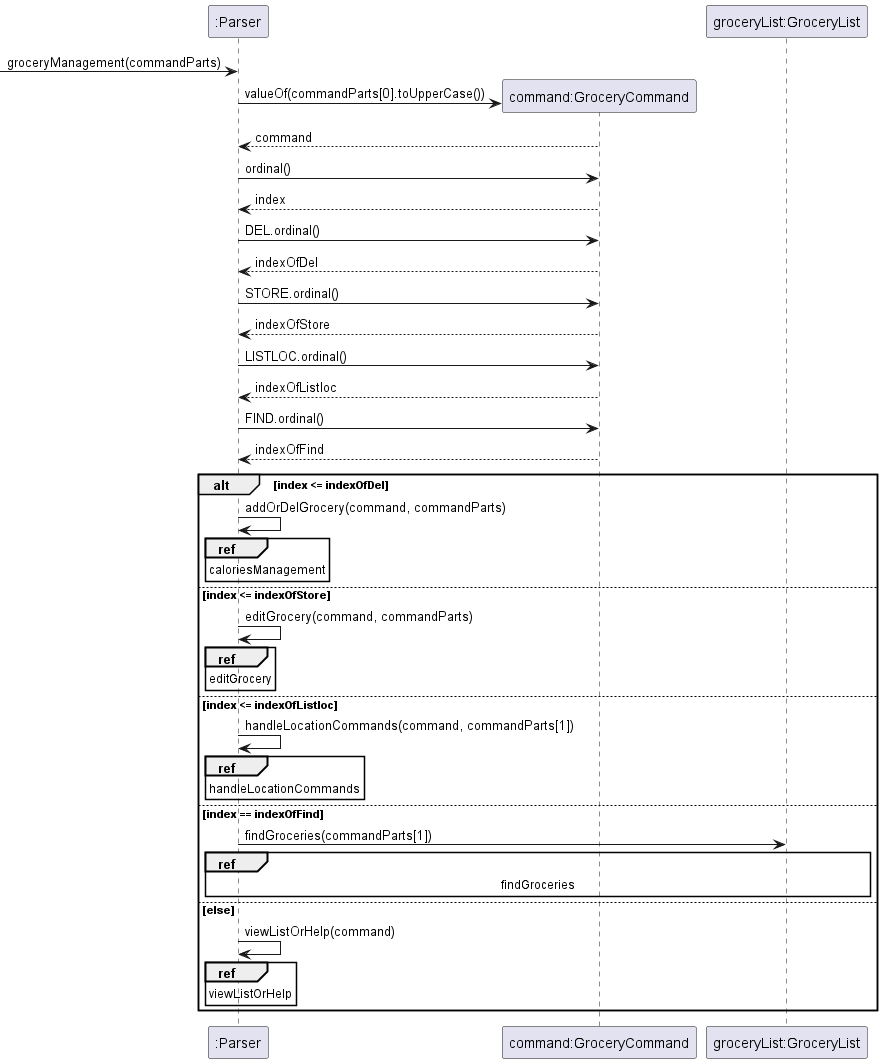 :Parser
groceryList:GroceryList
groceryManagement(commandParts)
valueOf(commandParts[0].toUpperCase())
command:GroceryCommand
command
ordinal()
index
DEL.ordinal()
indexOfDel
STORE.ordinal()
indexOfStore
LISTLOC.ordinal()
indexOfListloc
FIND.ordinal()
indexOfFind
alt [index <= indexOfDel]
addOrDelGrocery(command, commandParts)
ref
caloriesManagement
[index <= indexOfStore]
editGrocery(command, commandParts)
ref
editGrocery
[index <= indexOfListloc]
handleLocationCommands(command, commandParts[1])
ref
handleLocationCommands
[index == indexOfFind]
findGroceries(commandParts[1])
ref
findGroceries
[else]
viewListOrHelp(command)
ref
viewListOrHelp
:Parser
command:GroceryCommand
groceryList:GroceryList